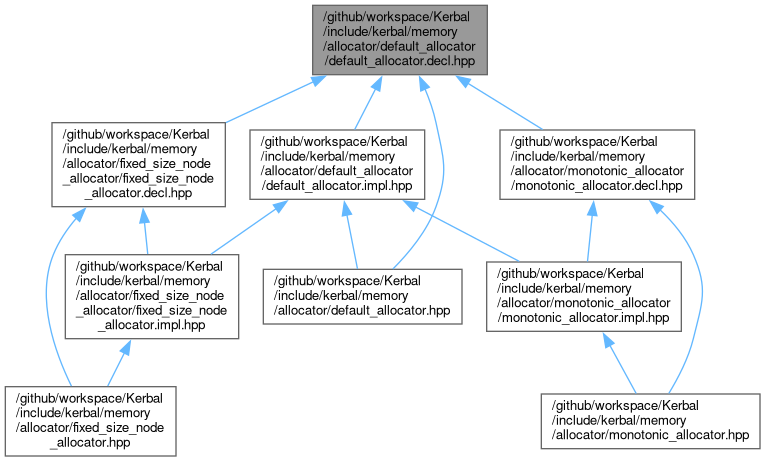 /github/workspace/Kerbal
/include/kerbal/memory
/allocator/default_allocator
/default_allocator.decl.hpp
/github/workspace/Kerbal
/include/kerbal/memory
/allocator/fixed_size_node
_allocator/fixed_size_node
_allocator.decl.hpp
/github/workspace/Kerbal
/include/kerbal/memory
/allocator/default_allocator
/default_allocator.impl.hpp
/github/workspace/Kerbal
/include/kerbal/memory
/allocator/monotonic_allocator
/monotonic_allocator.decl.hpp
/github/workspace/Kerbal
/include/kerbal/memory
/allocator/fixed_size_node
_allocator/fixed_size_node
_allocator.impl.hpp
/github/workspace/Kerbal
/include/kerbal/memory
/allocator/default_allocator.hpp
/github/workspace/Kerbal
/include/kerbal/memory
/allocator/monotonic_allocator
/monotonic_allocator.impl.hpp
/github/workspace/Kerbal
/include/kerbal/memory
/allocator/fixed_size_node
_allocator.hpp
/github/workspace/Kerbal
/include/kerbal/memory
/allocator/monotonic_allocator.hpp